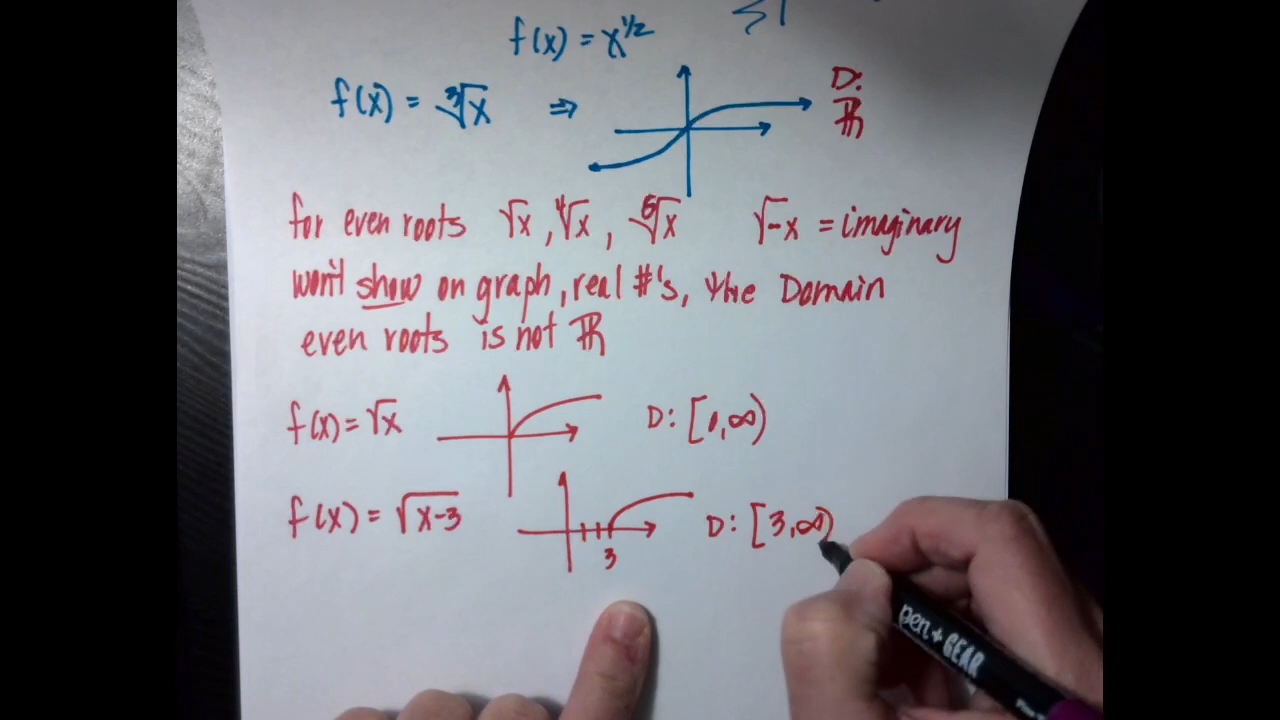 f(x) = x^{1/2}
f(x) = ∛x ⇒
D:
ℝ
for even roots √x, ∜x, ⁶√x √-x = imaginary
won't show on graph, real #'s, the Domain
even roots is not ℝ
f(x) = √x D: [0,∞)
f(x) = √x-3 D: [3,∞)
3
pen+GEAR